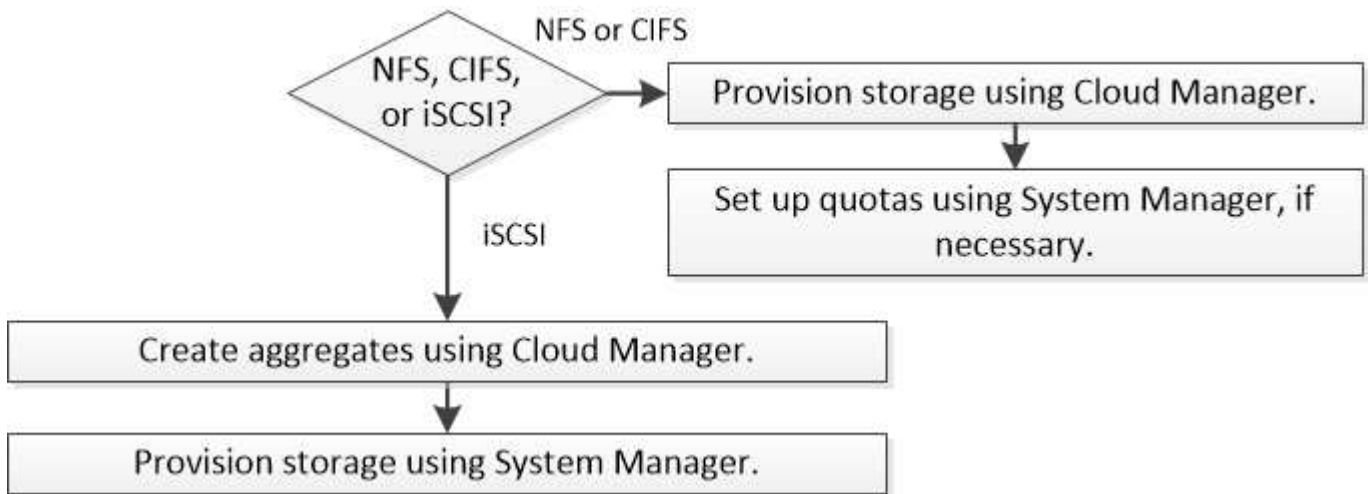 NFS or CIFS
NFS, CIFS,
or iSCSI?
Provision storage using Cloud Manager.
Set up quotas using System Manager, if
necessary.
iSCSI
Create aggregates using Cloud Manager.
Provision storage using System Manager.